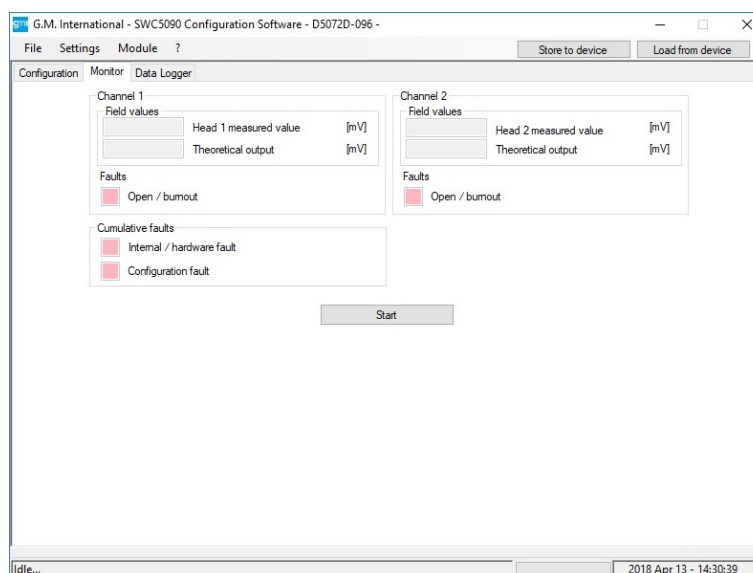 gmi G.M. International - SWC5090 Configuration Software - D5072D-096 -
File Settings Module ? Store to device Load from device
Configuration Monitor Data Logger
Channel 1
Field values
Head 1 measured value [mV]
Theoretical output [mV]
Faults
Open / burnout
Channel 2
Field values
Head 2 measured value [mV]
Theoretical output [mV]
Faults
Open / burnout
Cumulative faults
Internal / hardware fault
Configuration fault
Start
Idle... 2018 Apr 13 - 14:30:39